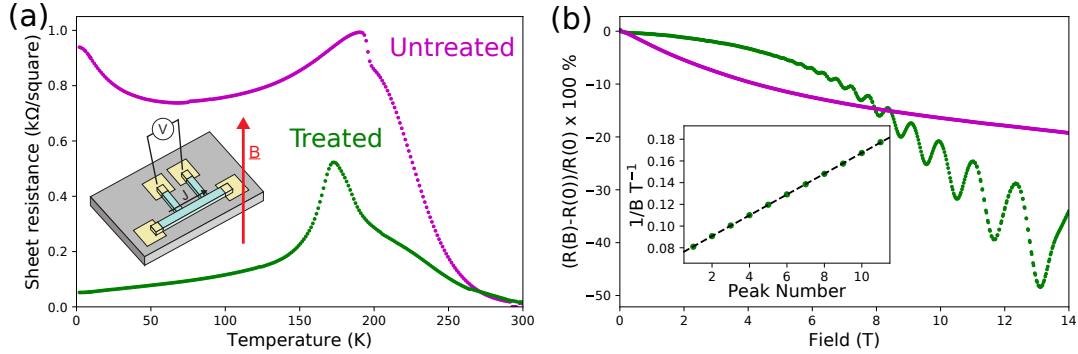 (a)
Sheet resistance (kΩ/square)
1.0
0.8
0.6
0.4
0.2
0.0
Untreated
Treated
V
B
J
0
50
100
150
200
250
300
Temperature (K)
(b)
(R(B)-R(0))/R(0) x 100 %
0
−10
−20
−30
−40
−50
1/B T⁻¹
0.18
0.16
0.14
0.12
0.10
0.08
2
4
6
8
10
Peak Number
0
2
4
6
8
10
12
14
Field (T)